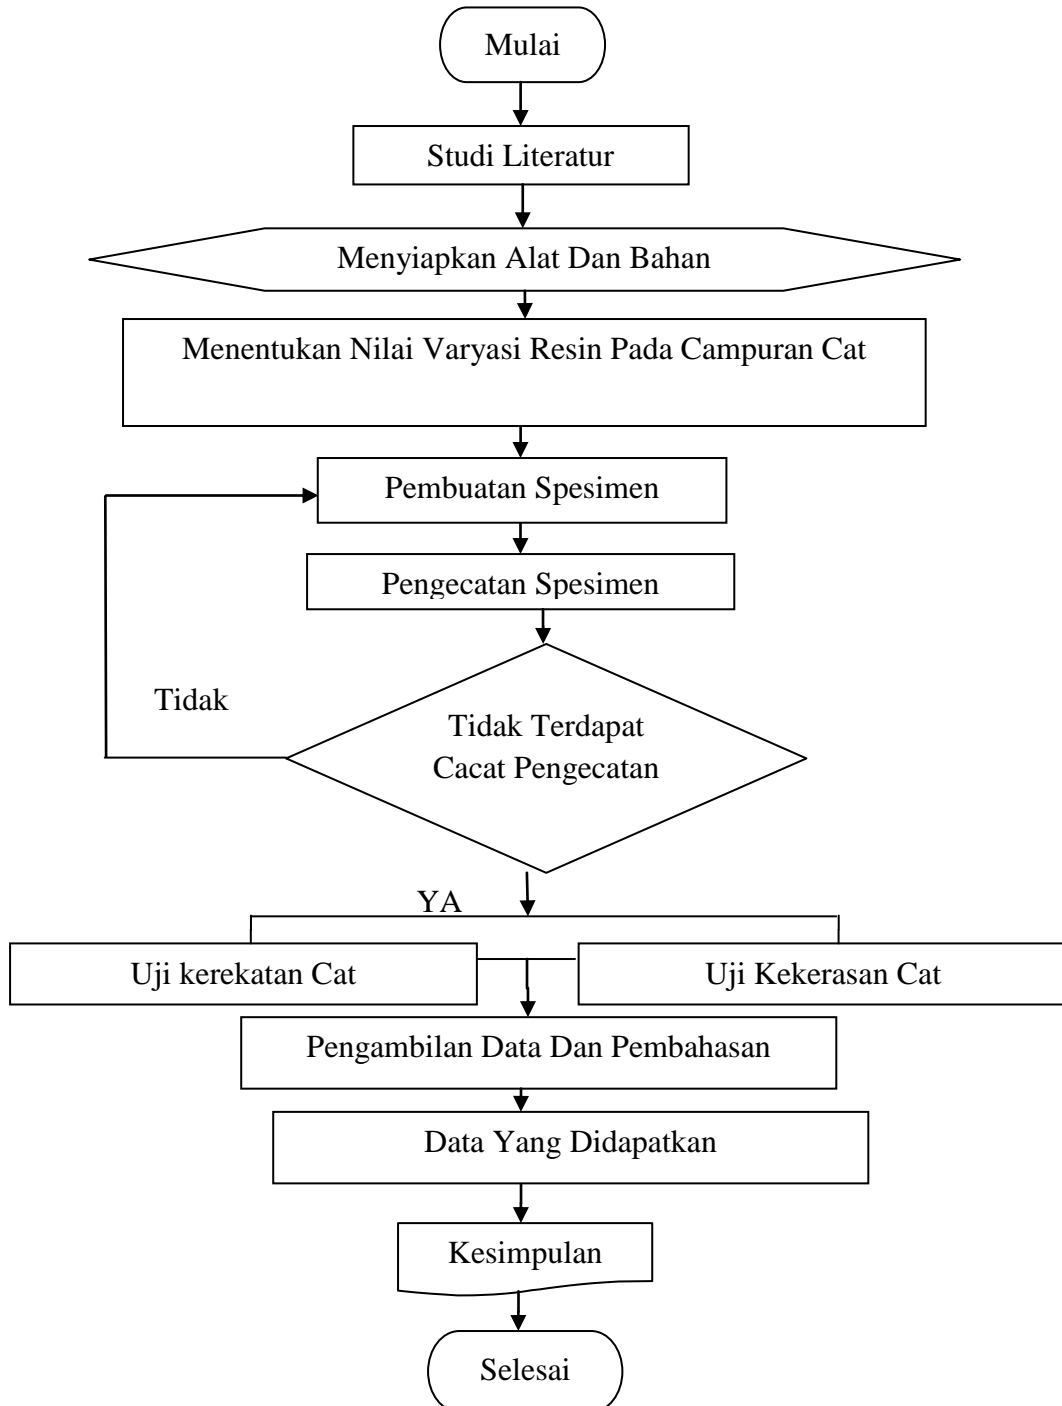 Mulai
Studi Literatur
Menyiapkan Alat Dan Bahan
Menentukan Nilai Varyasi Resin Pada Campuran Cat
Pembuatan Spesimen
Pengecatan Spesimen
Tidak
Tidak Terdapat
Cacat Pengecatan
YA
Uji kerekatan Cat
Uji Kekerasan Cat
Pengambilan Data Dan Pembahasan
Data Yang Didapatkan
Kesimpulan
Selesai